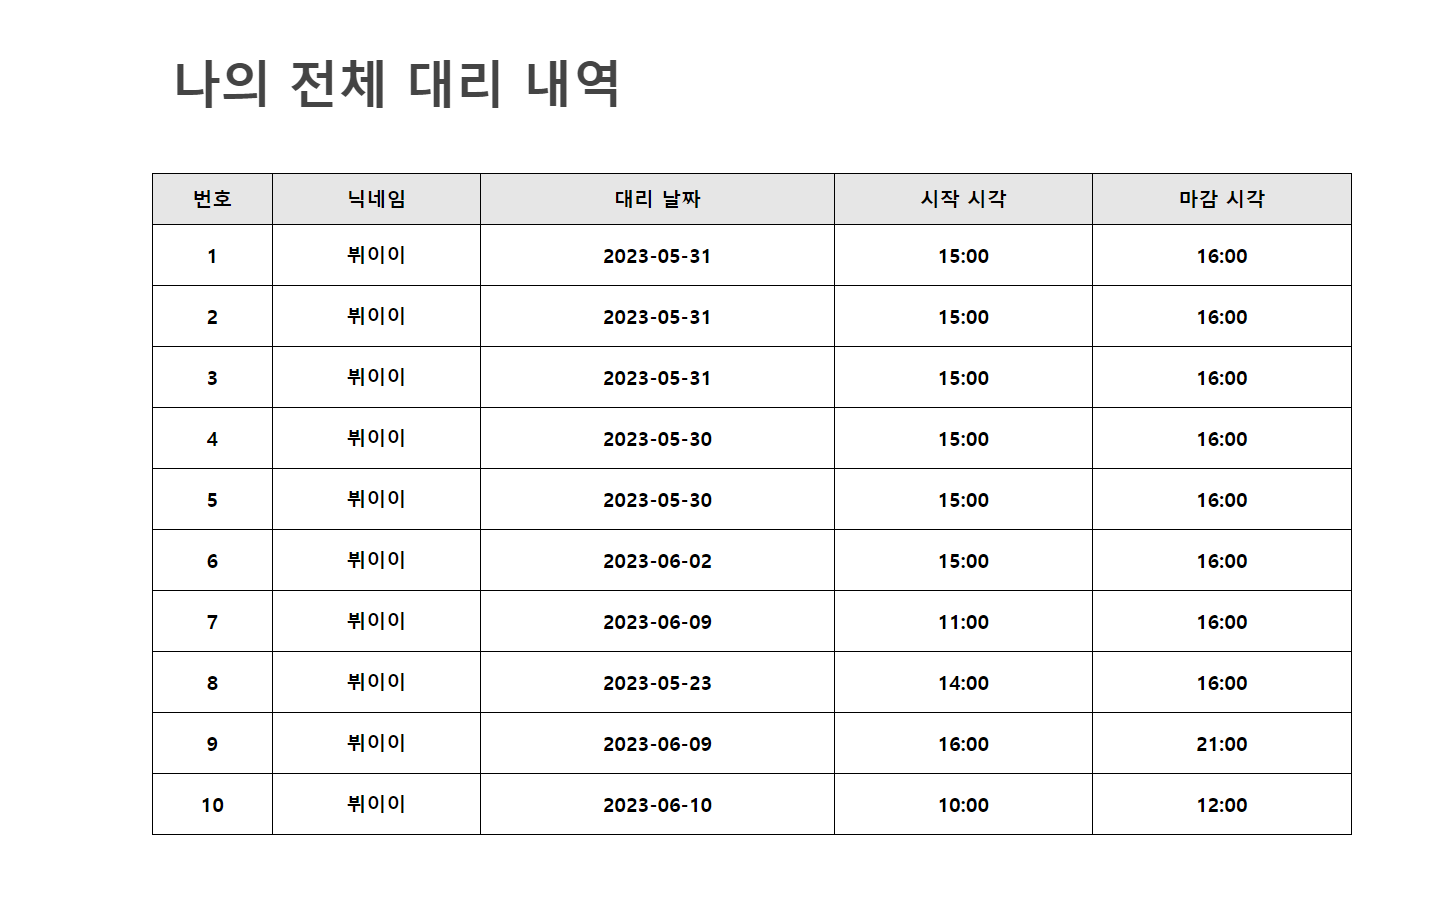 나의 전체 대리 내역
번호 닉네임 대리 날짜 시작 시각 마감 시각
1 뷔이이 2023-05-31 15:00 16:00
2 뷔이이 2023-05-31 15:00 16:00
3 뷔이이 2023-05-31 15:00 16:00
4 뷔이이 2023-05-30 15:00 16:00
5 뷔이이 2023-05-30 15:00 16:00
6 뷔이이 2023-06-02 15:00 16:00
7 뷔이이 2023-06-09 11:00 16:00
8 뷔이이 2023-05-23 14:00 16:00
9 뷔이이 2023-06-09 16:00 21:00
10 뷔이이 2023-06-10 10:00 12:00